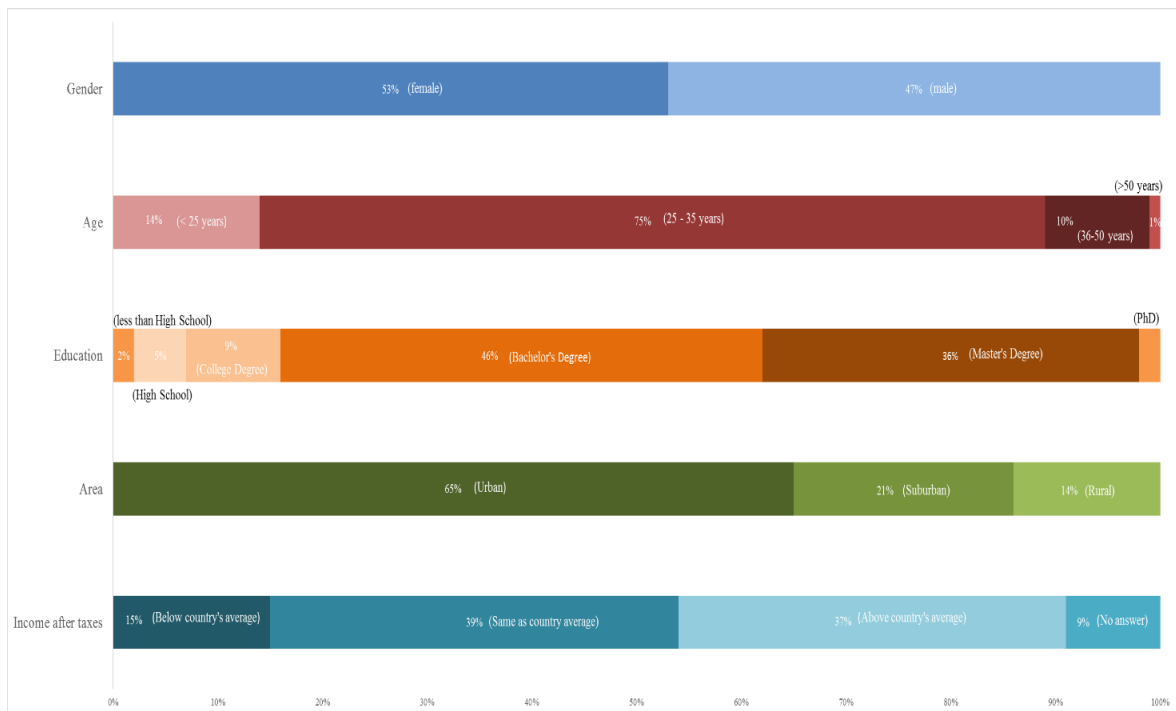 Gender
53% (female)
47% (male)
(>50 years)
Age
14% (< 25 years)
75% (25 - 35 years)
10%
(36-50 years)
1%
(less than High School)
(PhD)
Education
2%
5%
9%
(College Degree)
46% (Bachelor's Degree)
36% (Master's Degree)
(High School)
Area
65% (Urban)
21% (Suburban)
14% (Rural)
Income after taxes
15% (Below country's average)
39% (Same as country average)
37% (Above country's average)
9% (No answer)
0% 10% 20% 30% 40% 50% 60% 70% 80% 90% 100%